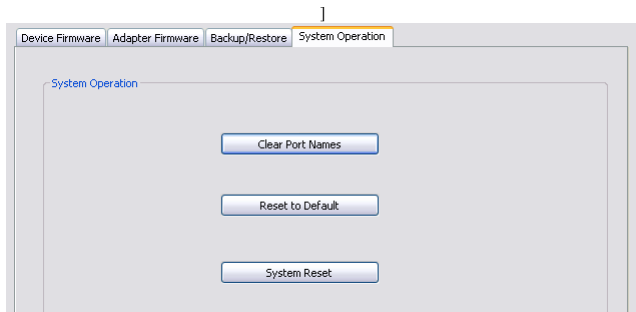 ]
Device Firmware Adapter Firmware Backup/Restore System Operation
System Operation
Clear Port Names
Reset to Default
System Reset